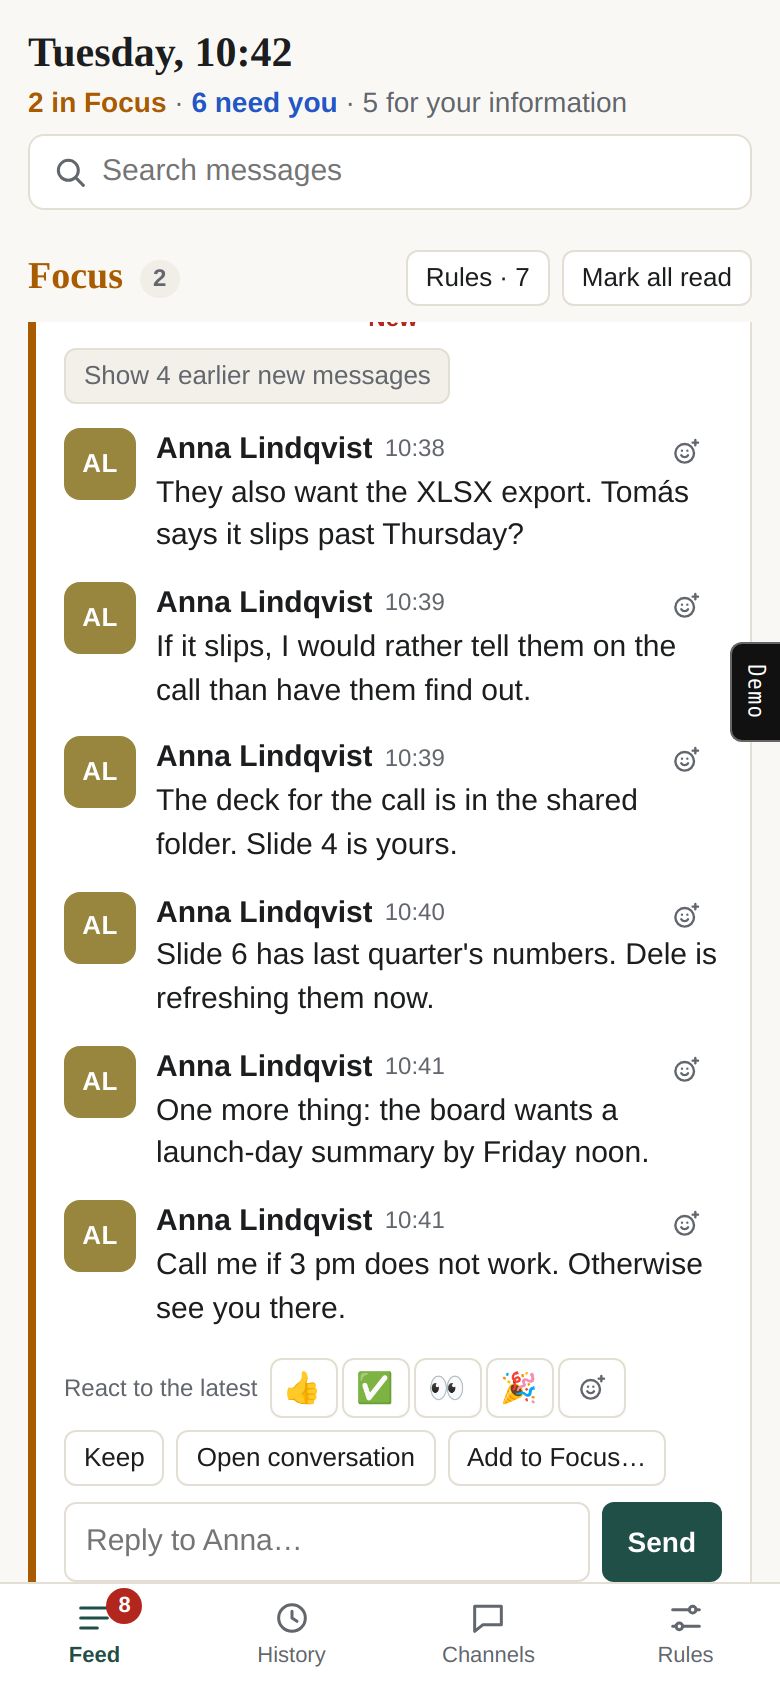 Tuesday, 10:42
2 in Focus · 6 need you · 5 for your information
Search messages
Focus 2
Rules · 7
Mark all read
New
Show 4 earlier new messages
AL
Anna Lindqvist 10:38
They also want the XLSX export. Tomás
says it slips past Thursday?
AL
Anna Lindqvist 10:39
If it slips, I would rather tell them on the
call than have them find out.
Demo
AL
Anna Lindqvist 10:39
The deck for the call is in the shared
folder. Slide 4 is yours.
AL
Anna Lindqvist 10:40
Slide 6 has last quarter's numbers. Dele is
refreshing them now.
AL
Anna Lindqvist 10:41
One more thing: the board wants a
launch-day summary by Friday noon.
AL
Anna Lindqvist 10:41
Call me if 3 pm does not work. Otherwise
see you there.
React to the latest
Keep
Open conversation
Add to Focus…
Reply to Anna…
Send
8
Feed
History
Channels
Rules